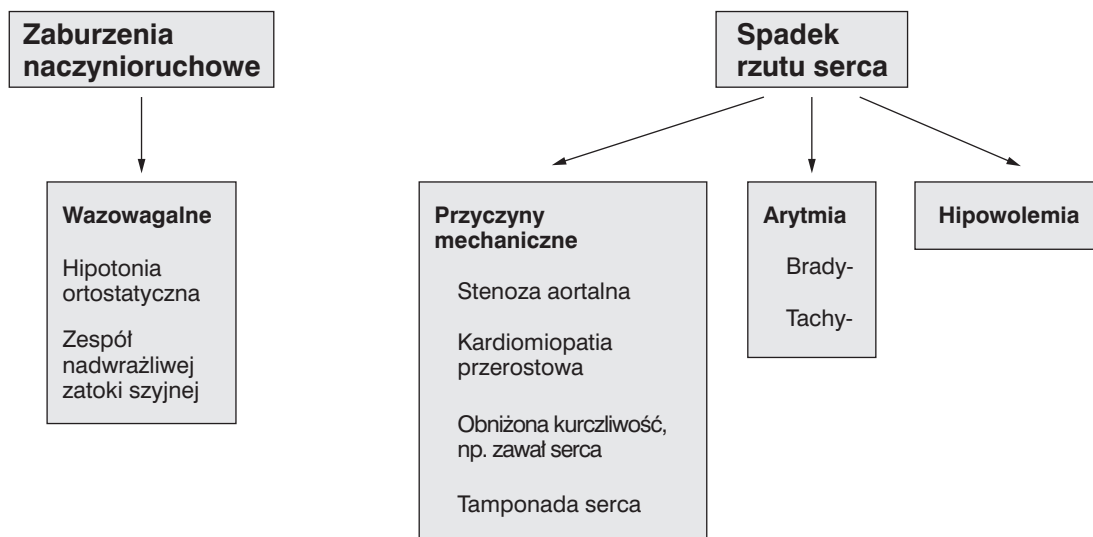 Zaburzenia
naczynioruchowe
Wazowagalne
Hipotonia
ortostatyczna
Zespół
nadwrażliwej
zatoki szyjnej
Spadek
rzutu serca
Przyczyny
mechaniczne
Stenoza aortalna
Kardiomiopatia
przerostowa
Obniżona kurczliwość,
np. zawał serca
Tamponada serca
Arytmia
Brady-
Tachy-
Hipowolemia